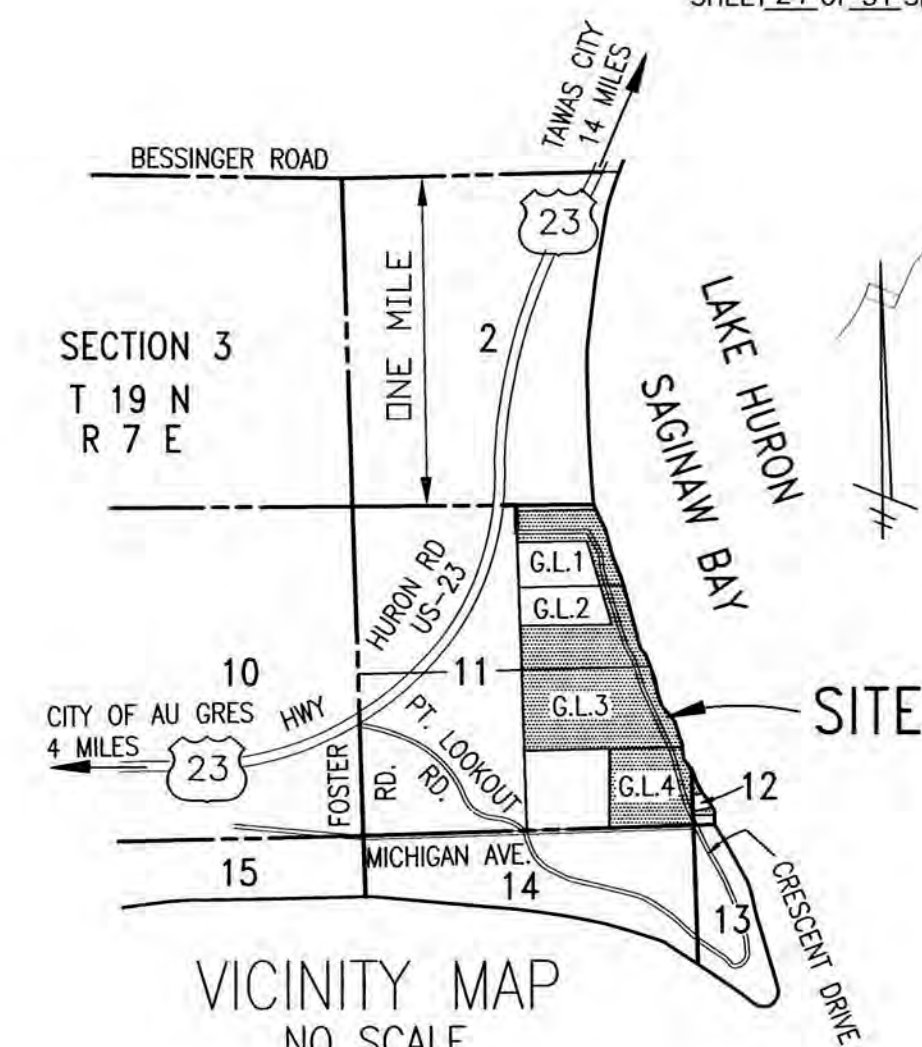 TAWAS CITY
14 MILES
BESSINGER ROAD
23
ONE MILE
2
SECTION 3
T 19 N
R 7 E
LAKE HURON
SAGINAW BAY
G.L.1
G.L.2
HURON RD
US-23
10
11
G.L.3
SITE
CITY OF AU GRES
4 MILES
HWY
23
FOSTER
RD.
PT. LOOKOUT
RD.
G.L.4
12
MICHIGAN AVE.
15
14
13
CRESCENT DRIVE
VICINITY MAP
NO SCALE